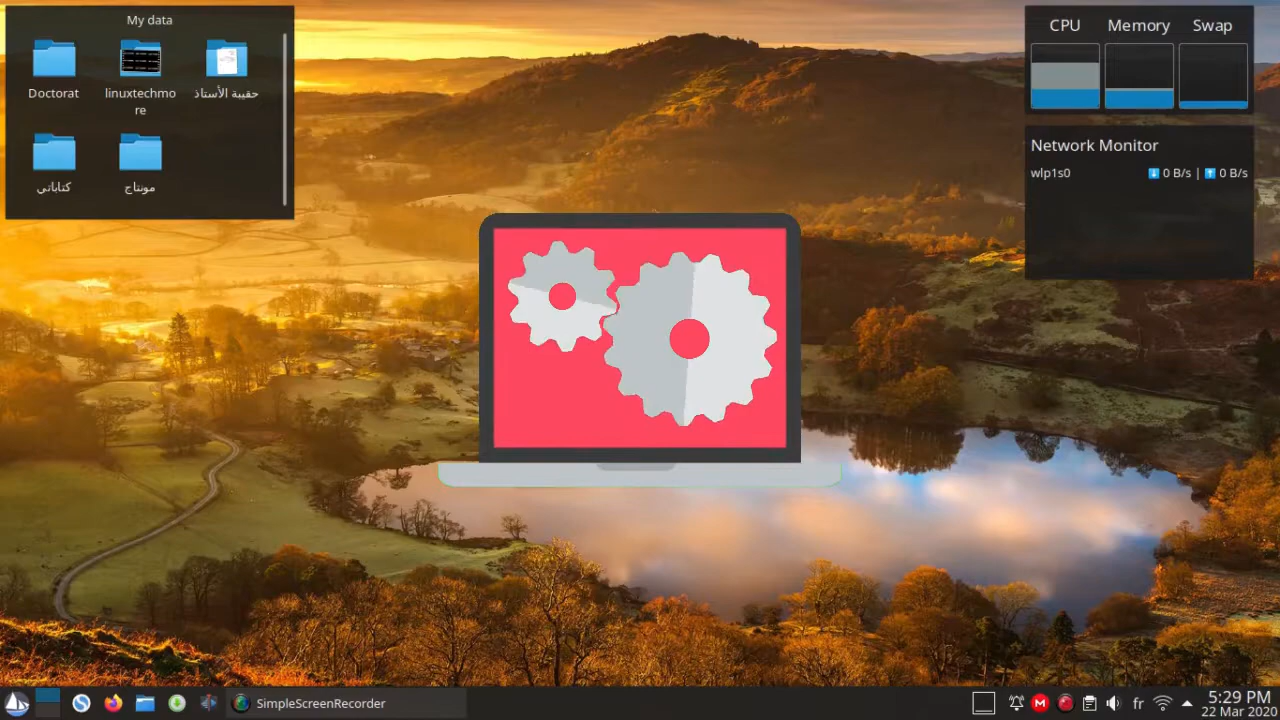 My data
Doctorat
linuxtechmo
re
حقيبة الأستاذ
كتاباتي
مونتاج
CPU Memory Swap
Network Monitor
wlp1s0 0 B/s | 0 B/s
SimpleScreenRecorder
fr
5:29 PM
22 Mar 2020